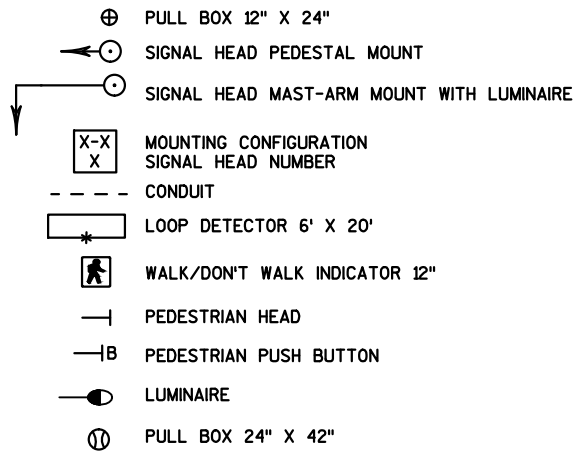 PULL BOX 12" X 24"
SIGNAL HEAD PEDESTAL MOUNT
SIGNAL HEAD MAST-ARM MOUNT WITH LUMINAIRE
X-X
X
MOUNTING CONFIGURATION
SIGNAL HEAD NUMBER
CONDUIT
LOOP DETECTOR 6' X 20'
WALK/DON'T WALK INDICATOR 12"
PEDESTRIAN HEAD
B PEDESTRIAN PUSH BUTTON
LUMINAIRE
PULL BOX 24" X 42"